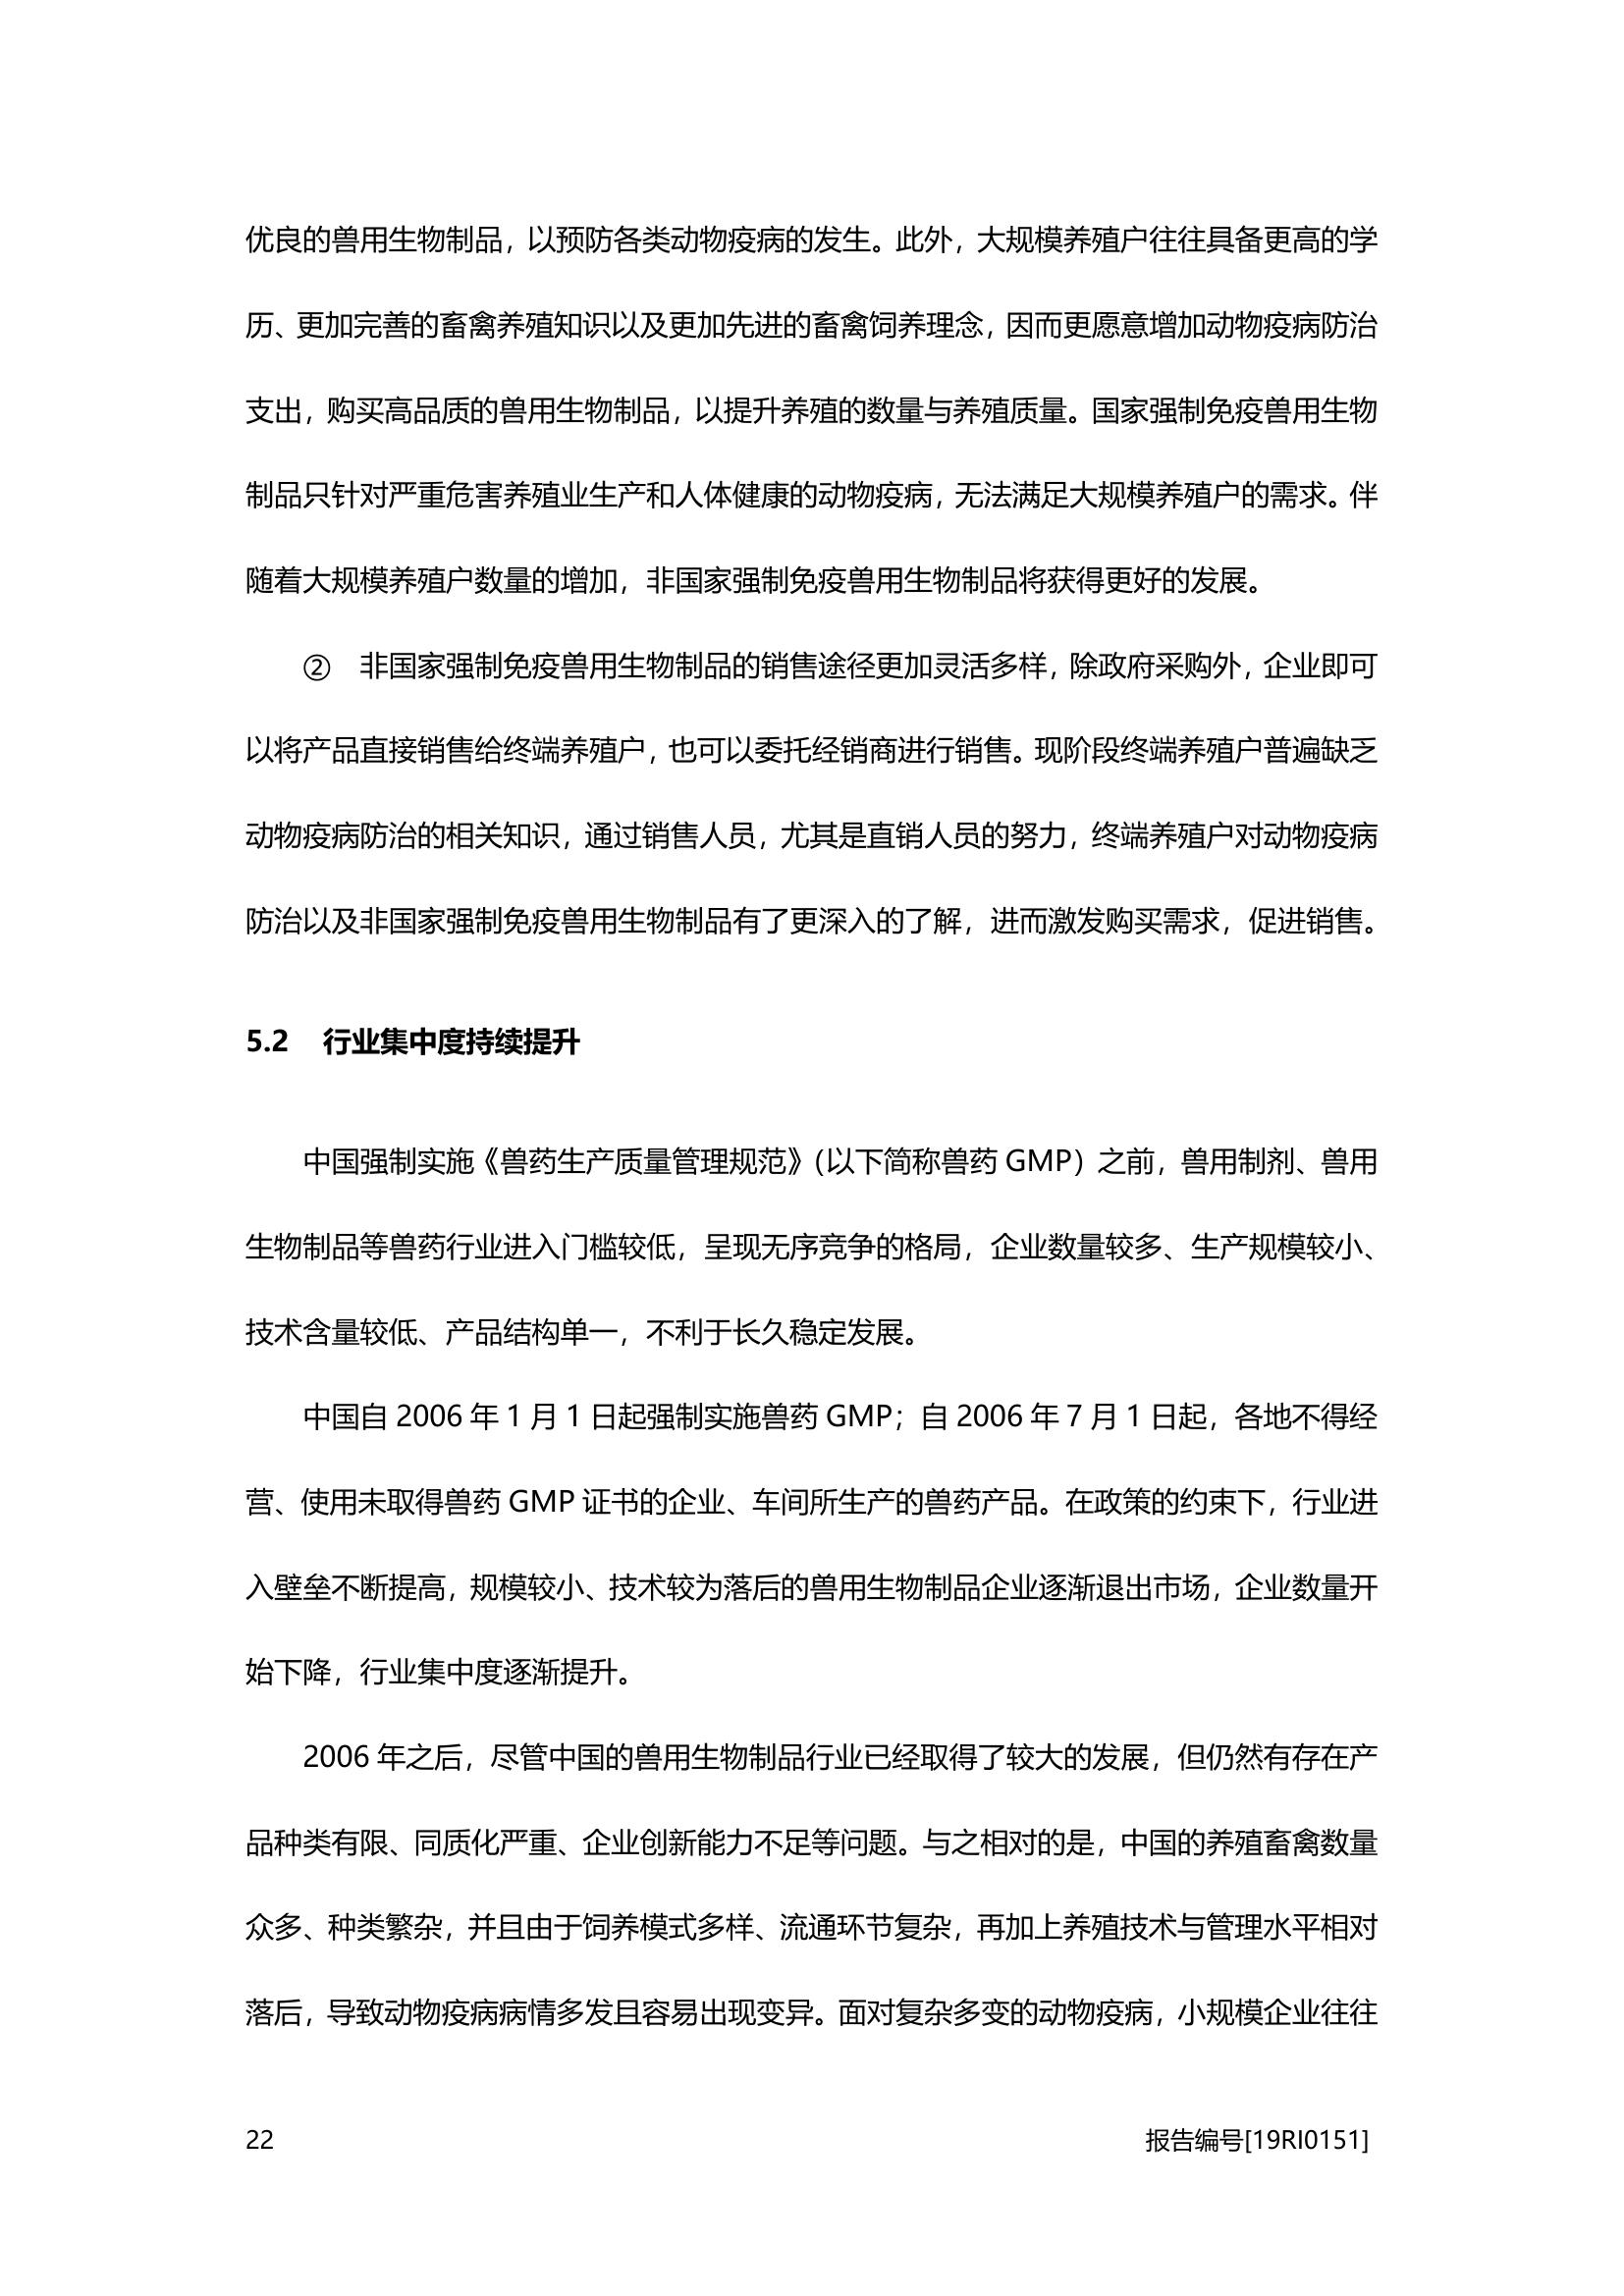 优良的兽用生物制品，以预防各类动物疫病的发生。此外，大规模养殖户往往具备更高的学
历、更加完善的畜禽养殖知识以及更加先进的畜禽饲养理念，因而更愿意增加动物疫病防治
支出，购买高品质的兽用生物制品，以提升养殖的数量与养殖质量。国家强制免疫兽用生物
制品只针对严重危害养殖业生产和人体健康的动物疫病，无法满足大规模养殖户的需求。伴
随着大规模养殖户数量的增加，非国家强制免疫兽用生物制品将获得更好的发展。
② 非国家强制免疫兽用生物制品的销售途径更加灵活多样，除政府采购外，企业即可
以将产品直接销售给终端养殖户，也可以委托经销商进行销售。现阶段终端养殖户普遍缺乏
动物疫病防治的相关知识，通过销售人员，尤其是直销人员的努力，终端养殖户对动物疫病
防治以及非国家强制免疫兽用生物制品有了更深入的了解，进而激发购买需求，促进销售。
5.2 行业集中度持续提升
中国强制实施《兽药生产质量管理规范》（以下简称兽药 GMP）之前，兽用制剂、兽用
生物制品等兽药行业进入门槛较低，呈现无序竞争的格局，企业数量较多、生产规模较小、
技术含量较低、产品结构单一，不利于长久稳定发展。
中国自 2006 年 1 月 1 日起强制实施兽药 GMP；自 2006 年 7 月 1 日起，各地不得经
营、使用未取得兽药 GMP 证书的企业、车间所生产的兽药产品。在政策的约束下，行业进
入壁垒不断提高，规模较小、技术较为落后的兽用生物制品企业逐渐退出市场，企业数量开
始下降，行业集中度逐渐提升。
2006 年之后，尽管中国的兽用生物制品行业已经取得了较大的发展，但仍然有存在产
品种类有限、同质化严重、企业创新能力不足等问题。与之相对的是，中国的养殖畜禽数量
众多、种类繁杂，并且由于饲养模式多样、流通环节复杂，再加上养殖技术与管理水平相对
落后，导致动物疫病病情多发且容易出现变异。面对复杂多变的动物疫病，小规模企业往往
22 报告编号[19RI0151]